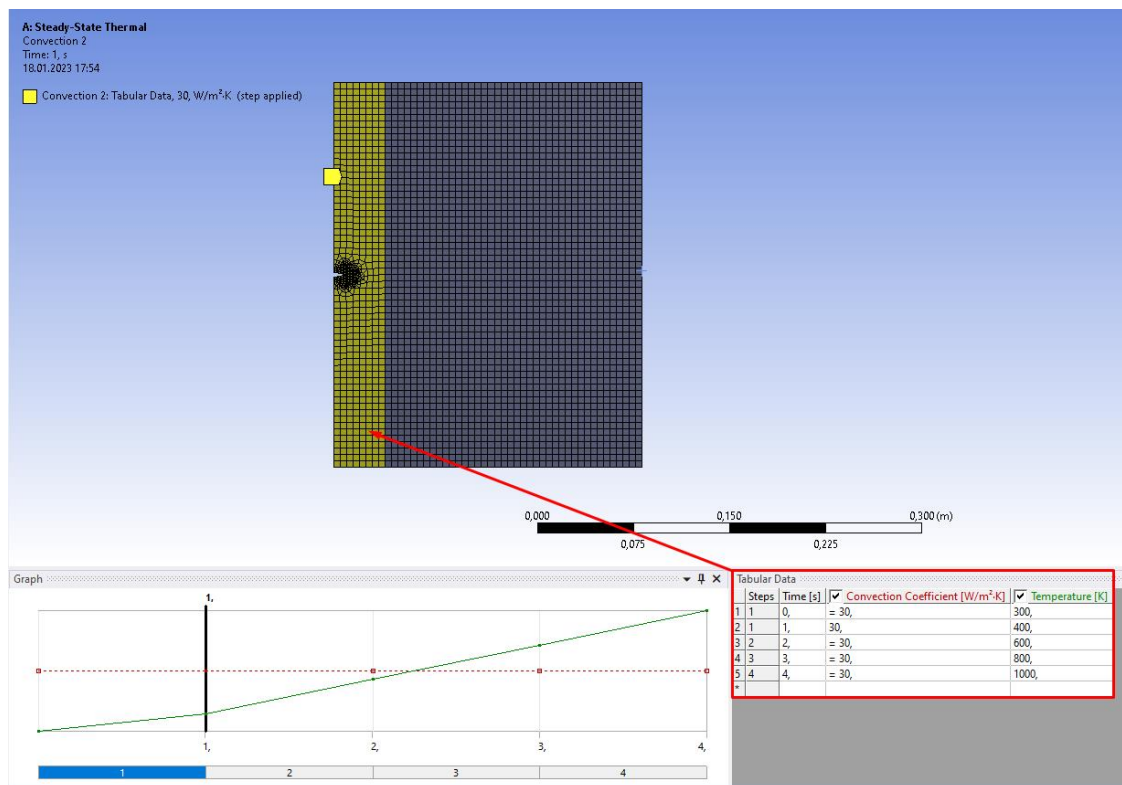 A: Steady-State Thermal
Convection 2
Time: 1, s
18.01.2023 17:54
Convection 2: Tabular Data, 30, W/m²·K (step applied)
0,000 0,150 0,300 (m)
0,075 0,225
Graph
1,
1, 2, 3, 4,
1 2 3 4
Tabular Data
Steps Time [s] Convection Coefficient [W/m²·K] Temperature [K]
1 1 0, = 30, 300,
2 1 1, 30, 400,
3 2 2, = 30, 600,
4 3 3, = 30, 800,
5 4 4, = 30, 1000,
*